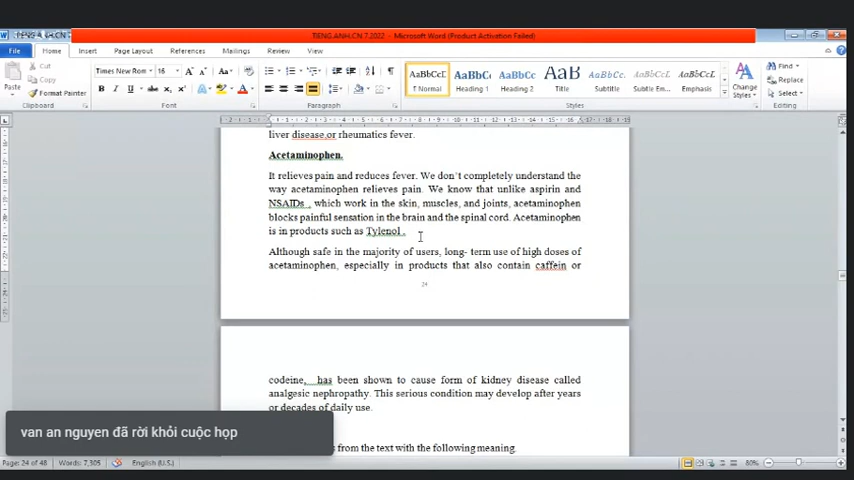 TIENG.ANH.CN 7.2022 - Microsoft Word (Product Activation Failed)
File Home Insert Page Layout References Mailings Review View
Paste
Cut
Copy
Format Painter
Clipboard
Times New Rom 16
Font
Paragraph
AaBbCcD AaBbCc AaBbCc AaB AaBbCc. AaBbCcD AaBbCcD
¶ Normal Heading 1 Heading 2 Title Subtitle Subtle Em... Emphasis
Change Styles
Styles
Find
Replace
Select
Editing
liver disease,or rheumatics fever.
Acetaminophen.
It relieves pain and reduces fever. We don't completely understand the
way acetaminophen relieves pain. We know that unlike aspirin and
NSAIDs , which work in the skin, muscles, and joints, acetaminophen
blocks painful sensation in the brain and the spinal cord. Acetaminophen
is in products such as Tylenol .
Although safe in the majority of users, long- term use of high doses of
acetaminophen, especially in products that also contain caffein or
24
codeine, has been shown to cause form of kidney disease called
analgesic nephropathy. This serious condition may develop after years
or decades of daily use.
from the text with the following meaning.
van an nguyen đã rời khỏi cuộc họp
Page: 24 of 48 Words: 7,305 English (U.S.) 80%